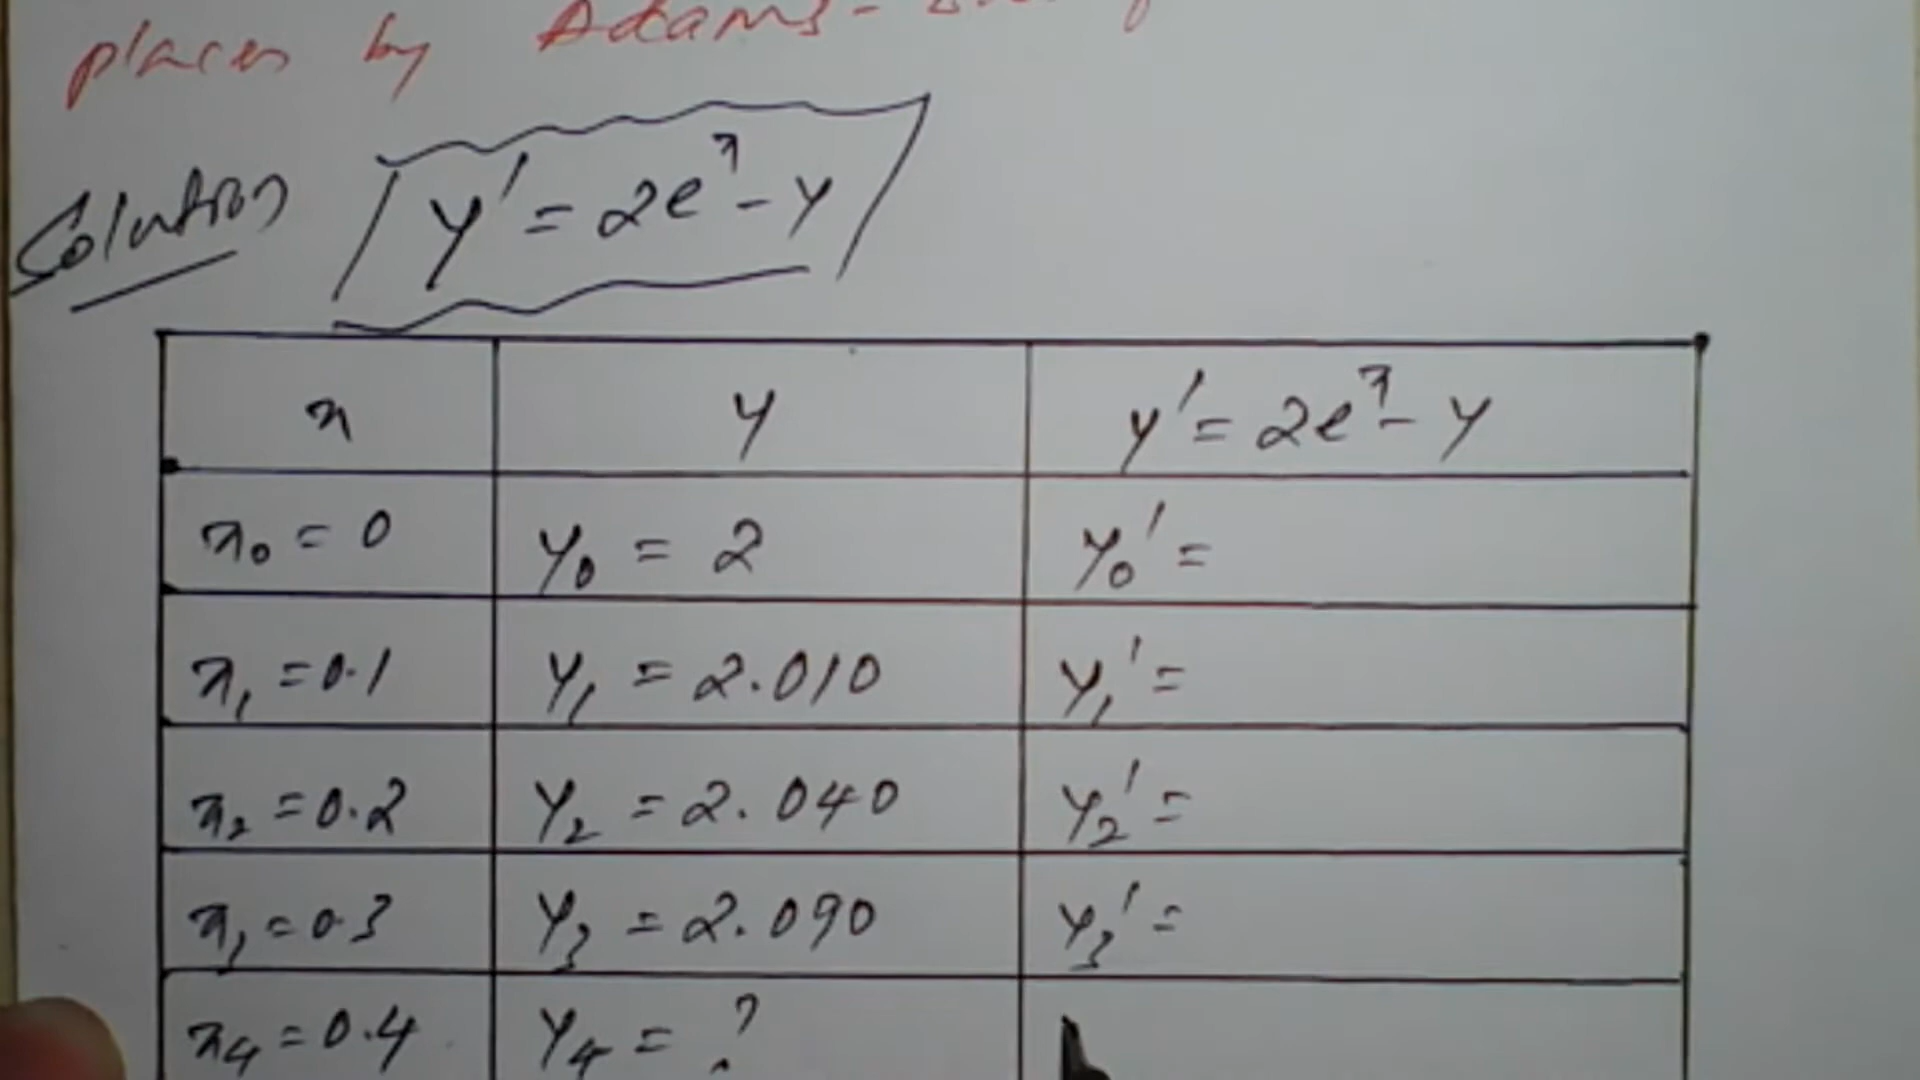 places by Adams-
Solution y' = 2e^x - y
x y y' = 2e^x - y
x₀ = 0 y₀ = 2 y₀' =
x₁ = 0.1 y₁ = 2.010 y₁' =
x₂ = 0.2 y₂ = 2.040 y₂' =
x₃ = 0.3 y₃ = 2.090 y₃' =
x₄ = 0.4 y₄ = ?